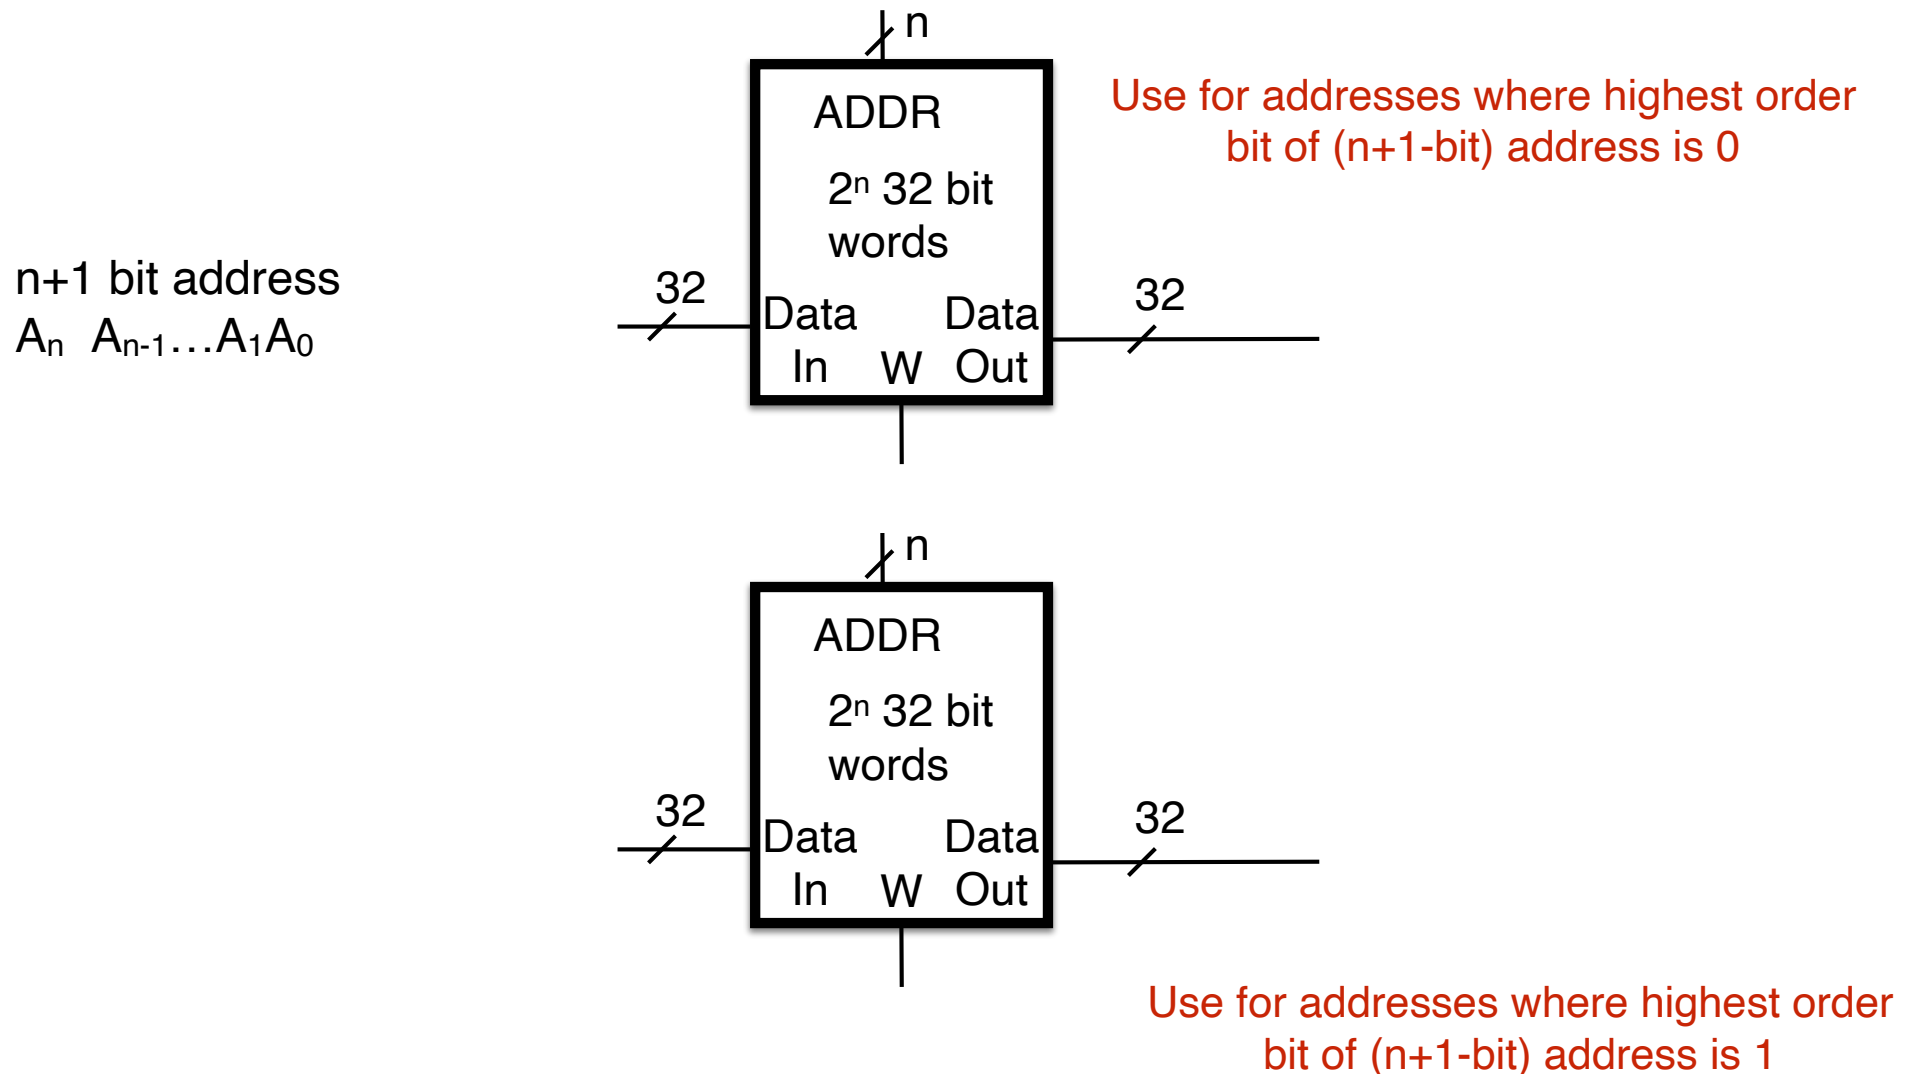 n
ADDR
2ⁿ 32 bit
words
32
Data Data
In W Out
32
Use for addresses where highest order
bit of (n+1-bit) address is 0
n+1 bit address
Aₙ Aₙ₋₁…A₁A₀
n
ADDR
2ⁿ 32 bit
words
32
Data Data
In W Out
32
Use for addresses where highest order
bit of (n+1-bit) address is 1